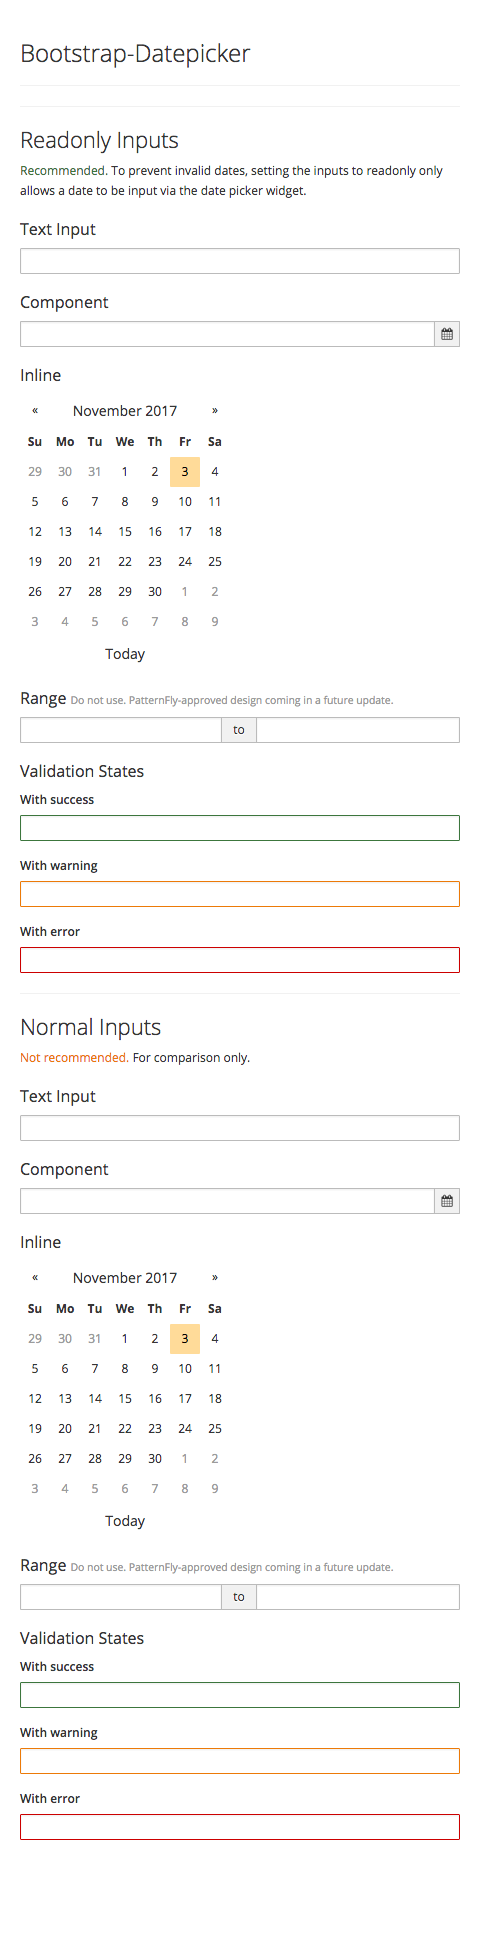 Bootstrap-Datepicker
Readonly Inputs
Recommended. To prevent invalid dates, setting the inputs to readonly only
allows a date to be input via the date picker widget.
Text Input
Component
Inline
« November 2017 »
Su Mo Tu We Th Fr Sa
29 30 31 1 2 3 4
5 6 7 8 9 10 11
12 13 14 15 16 17 18
19 20 21 22 23 24 25
26 27 28 29 30 1 2
3 4 5 6 7 8 9
Today
Range Do not use. PatternFly-approved design coming in a future update.
to
Validation States
With success
With warning
With error
Normal Inputs
Not recommended. For comparison only.
Text Input
Component
Inline
« November 2017 »
Su Mo Tu We Th Fr Sa
29 30 31 1 2 3 4
5 6 7 8 9 10 11
12 13 14 15 16 17 18
19 20 21 22 23 24 25
26 27 28 29 30 1 2
3 4 5 6 7 8 9
Today
Range Do not use. PatternFly-approved design coming in a future update.
to
Validation States
With success
With warning
With error